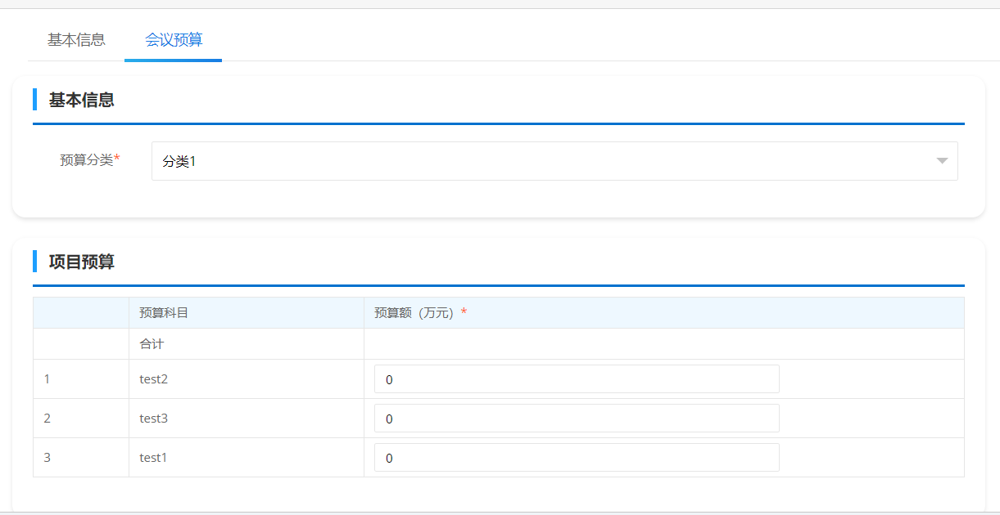 基本信息 会议预算
基本信息
预算分类* 分类1
项目预算
预算科目 预算额（万元）*
合计
1 test2 0
2 test3 0
3 test1 0